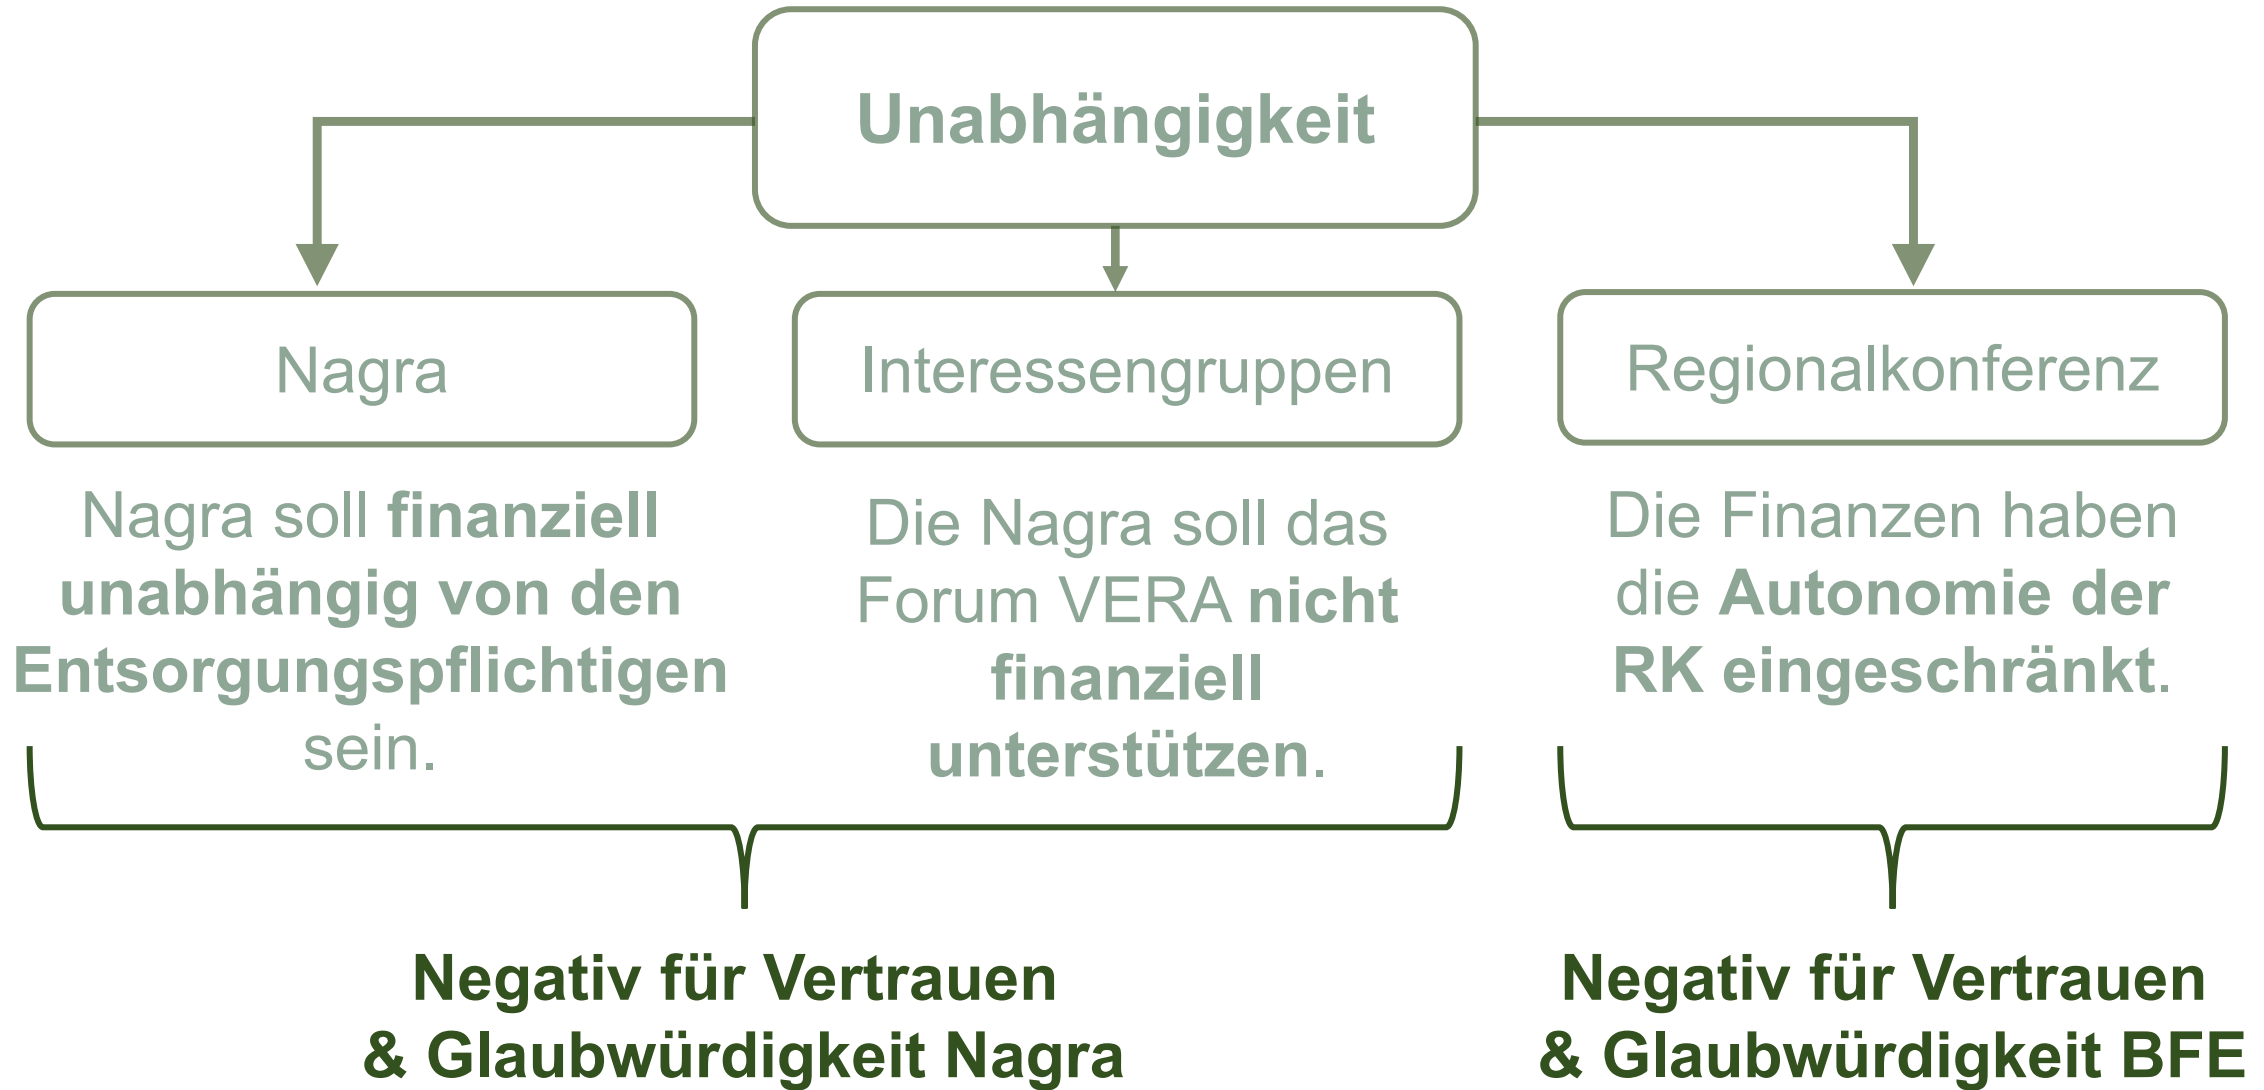 Unabhängigkeit
Nagra
Interessengruppen
Regionalkonferenz
Nagra soll finanziell
unabhängig von den
Entsorgungspflichtigen
sein.
Die Nagra soll das
Forum VERA nicht
finanziell
unterstützen.
Die Finanzen haben
die Autonomie der
RK eingeschränkt.
Negativ für Vertrauen
& Glaubwürdigkeit Nagra
Negativ für Vertrauen
& Glaubwürdigkeit BFE